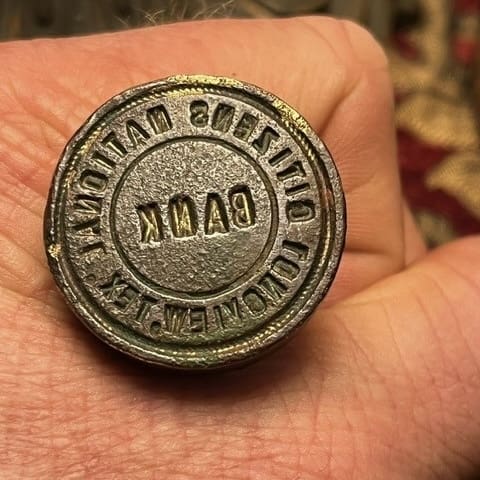 CITIZENS NATIONAL
BANK
LONGVIEW, TEX.